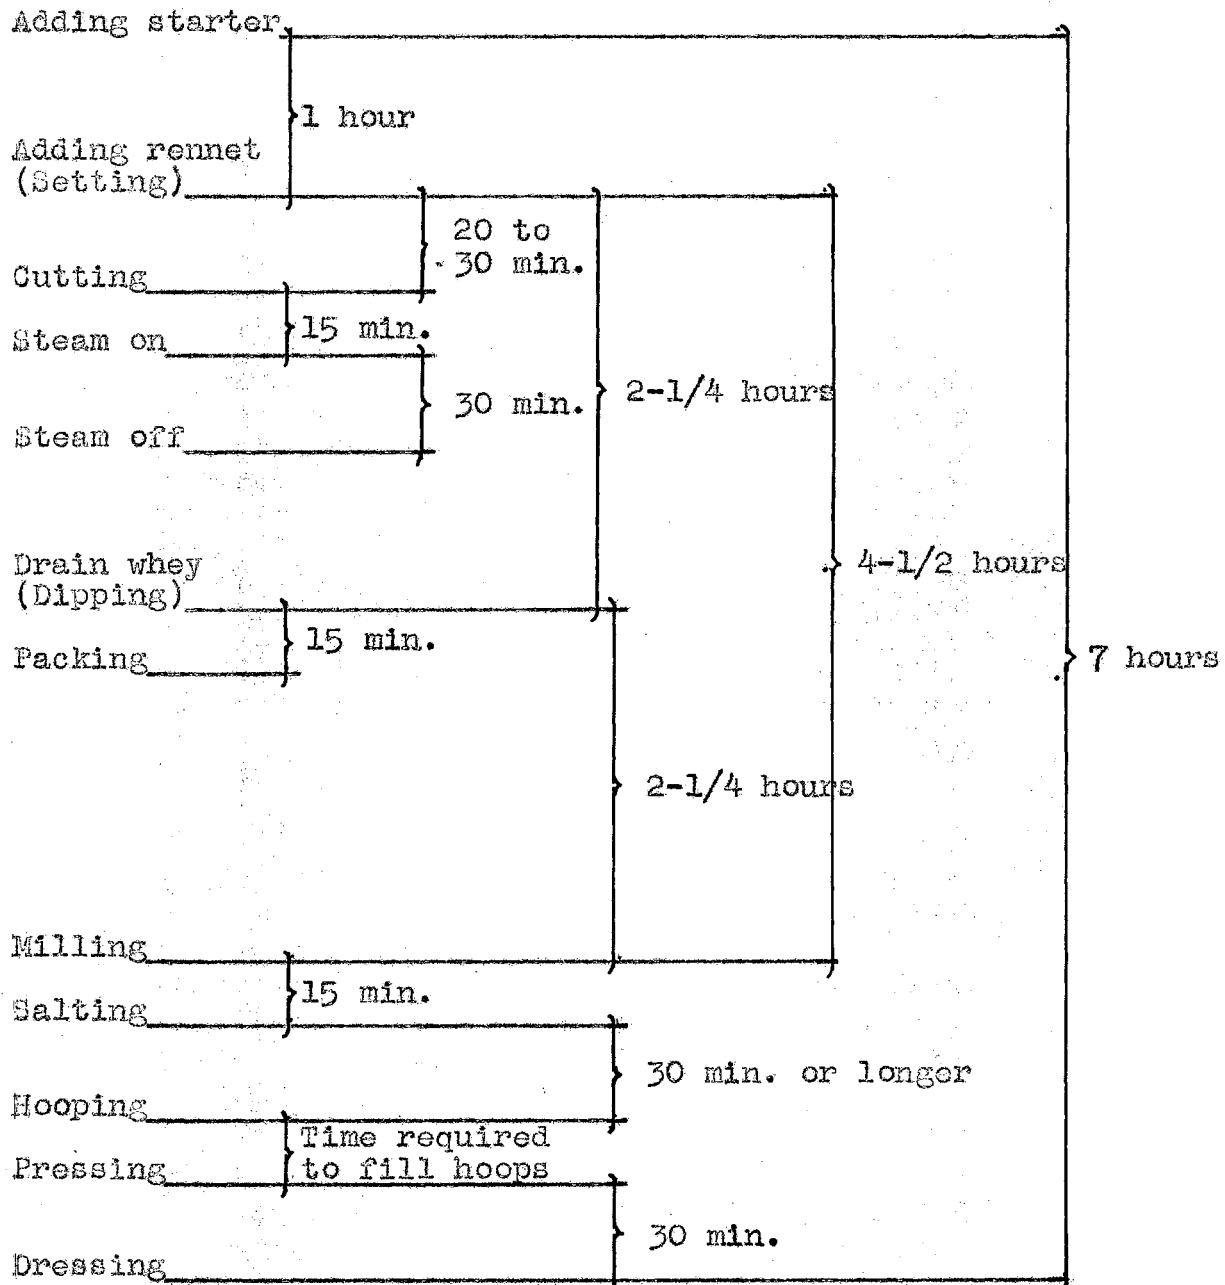 Adding starter
1 hour
Adding rennet
(Setting)
20 to
30 min.
Cutting
15 min.
Steam on
30 min.
2-1/4 hours
Steam off
Drain whey
(Dipping)
4-1/2 hours
15 min.
Packing
7 hours
2-1/4 hours
Milling
15 min.
Salting
30 min. or longer
Hooping
Time required
to fill hoops
Pressing
30 min.
Dressing